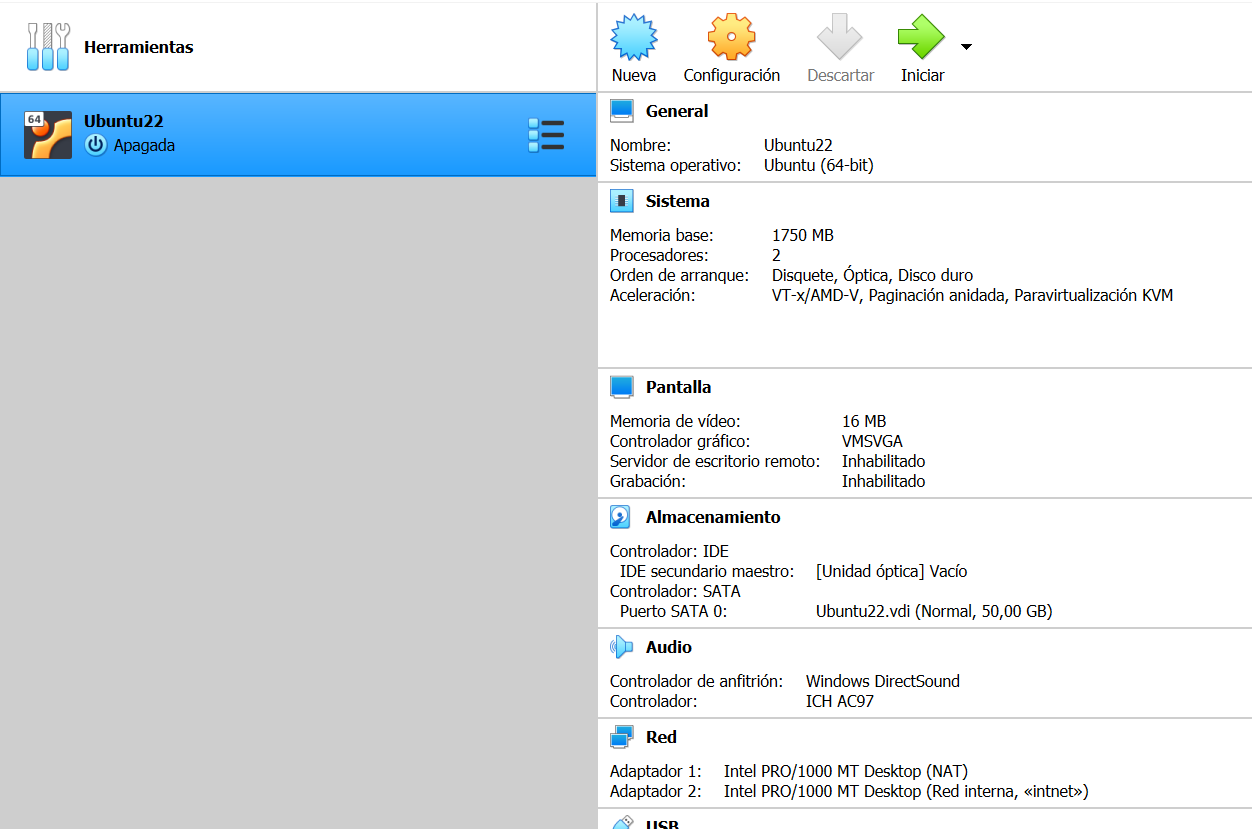 Herramientas
Nueva Configuración Descartar Iniciar
64
Ubuntu22
Apagada
General
Nombre: Ubuntu22
Sistema operativo: Ubuntu (64-bit)
Sistema
Memoria base: 1750 MB
Procesadores: 2
Orden de arranque: Disquete, Óptica, Disco duro
Aceleración: VT-x/AMD-V, Paginación anidada, Paravirtualización KVM
Pantalla
Memoria de vídeo: 16 MB
Controlador gráfico: VMSVGA
Servidor de escritorio remoto: Inhabilitado
Grabación: Inhabilitado
Almacenamiento
Controlador: IDE
IDE secundario maestro: [Unidad óptica] Vacío
Controlador: SATA
Puerto SATA 0: Ubuntu22.vdi (Normal, 50,00 GB)
Audio
Controlador de anfitrión: Windows DirectSound
Controlador: ICH AC97
Red
Adaptador 1: Intel PRO/1000 MT Desktop (NAT)
Adaptador 2: Intel PRO/1000 MT Desktop (Red interna, «intnet»)
USB